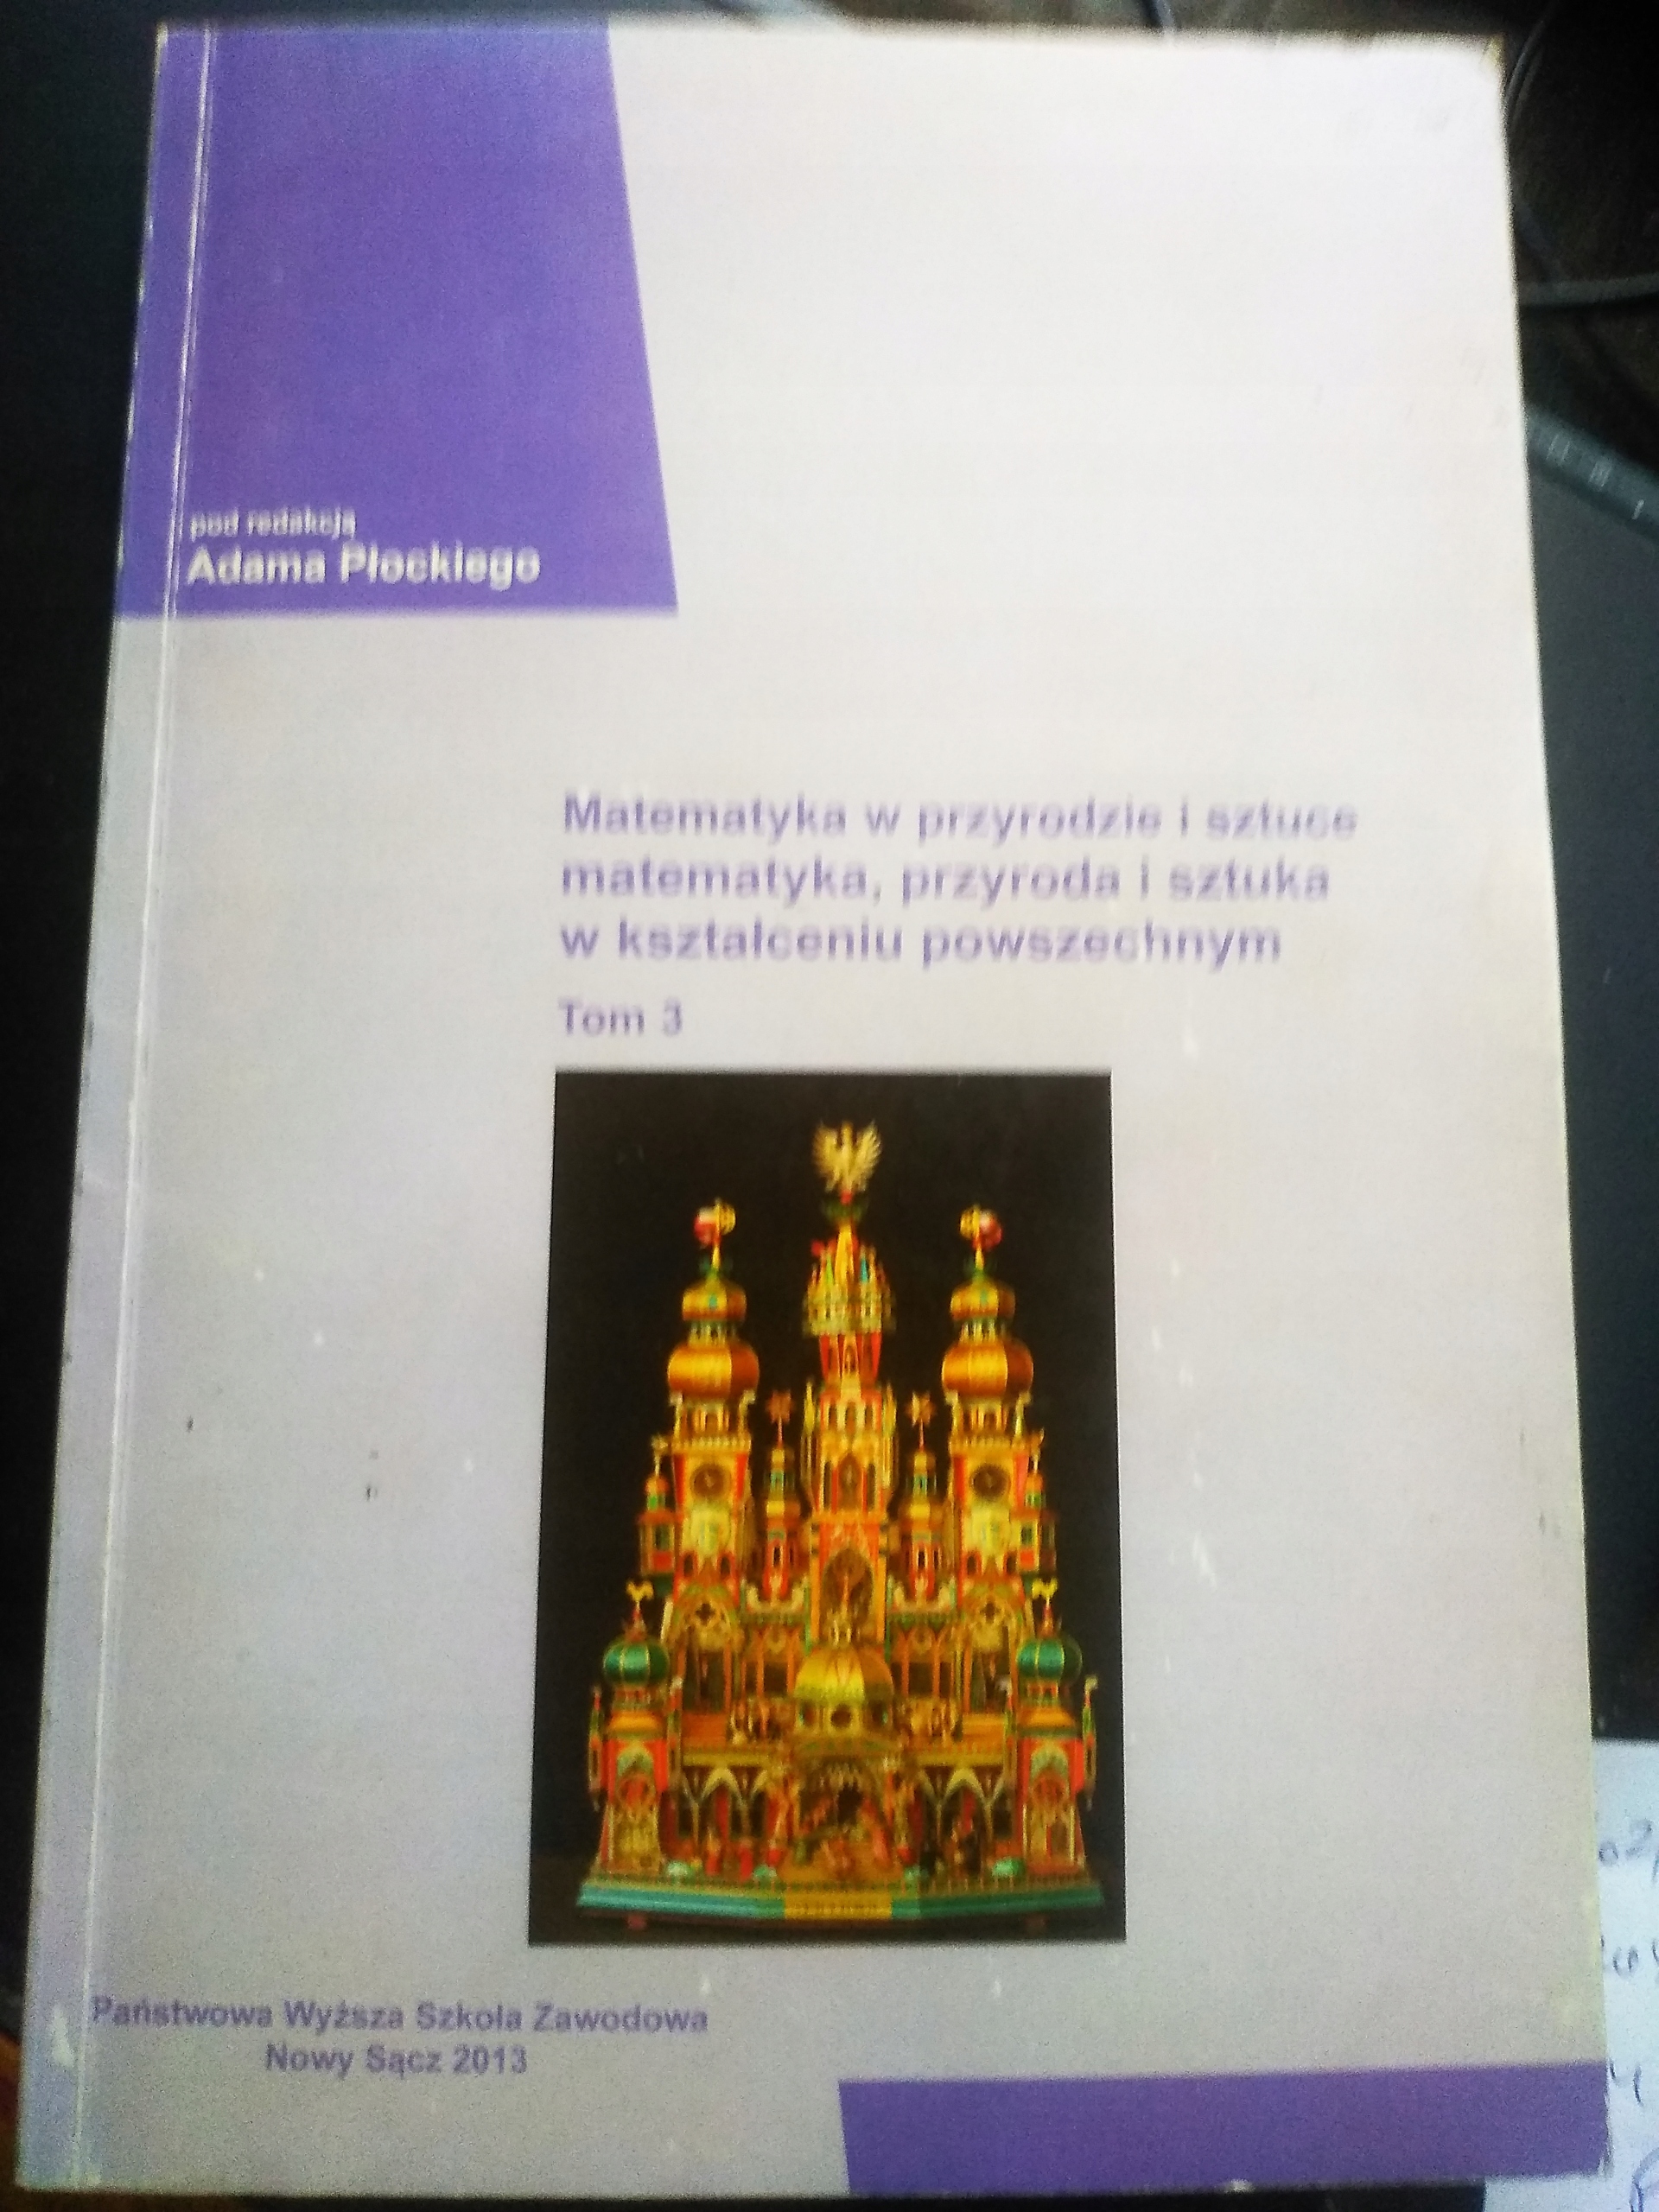 pod redakcją
Adama Płockiego
Matematyka w przyrodzie i sztuce
matematyka, przyroda i sztuka
w kształceniu powszechnym
Tom 3
Państwowa Wyższa Szkoła Zawodowa
Nowy Sącz 2013